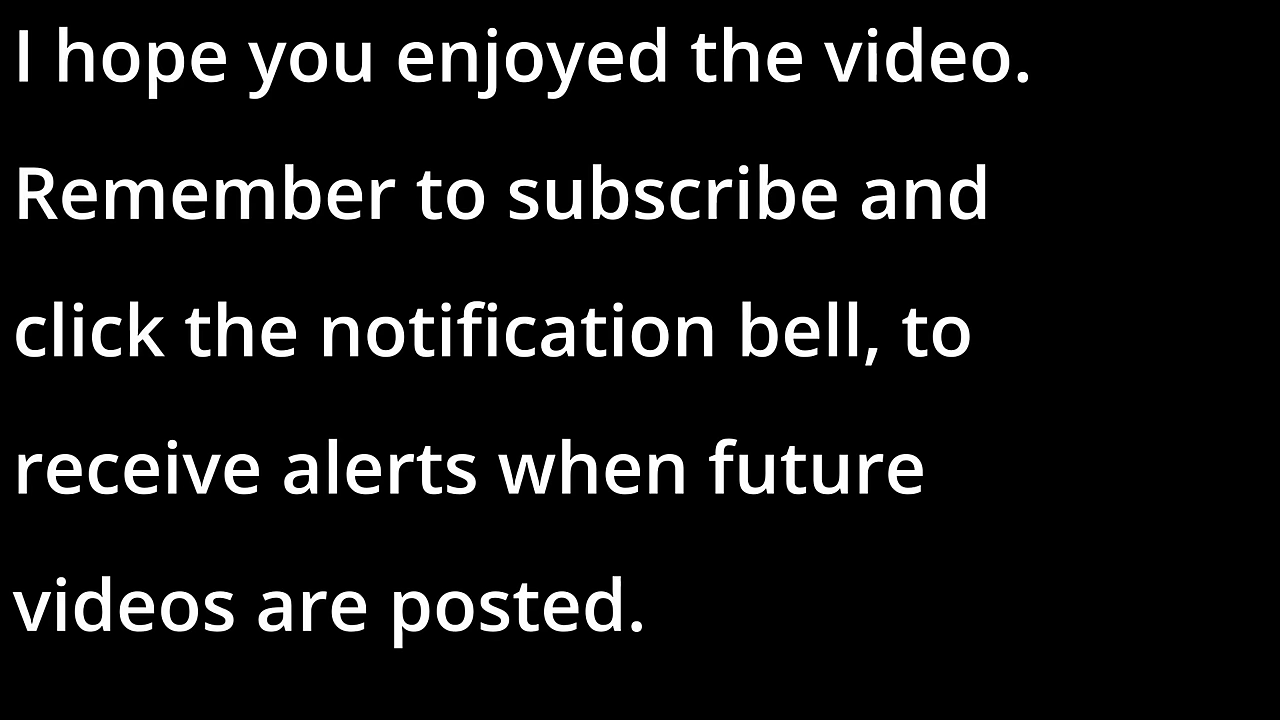 I hope you enjoyed the video.
Remember to subscribe and
click the notification bell, to
receive alerts when future
videos are posted.